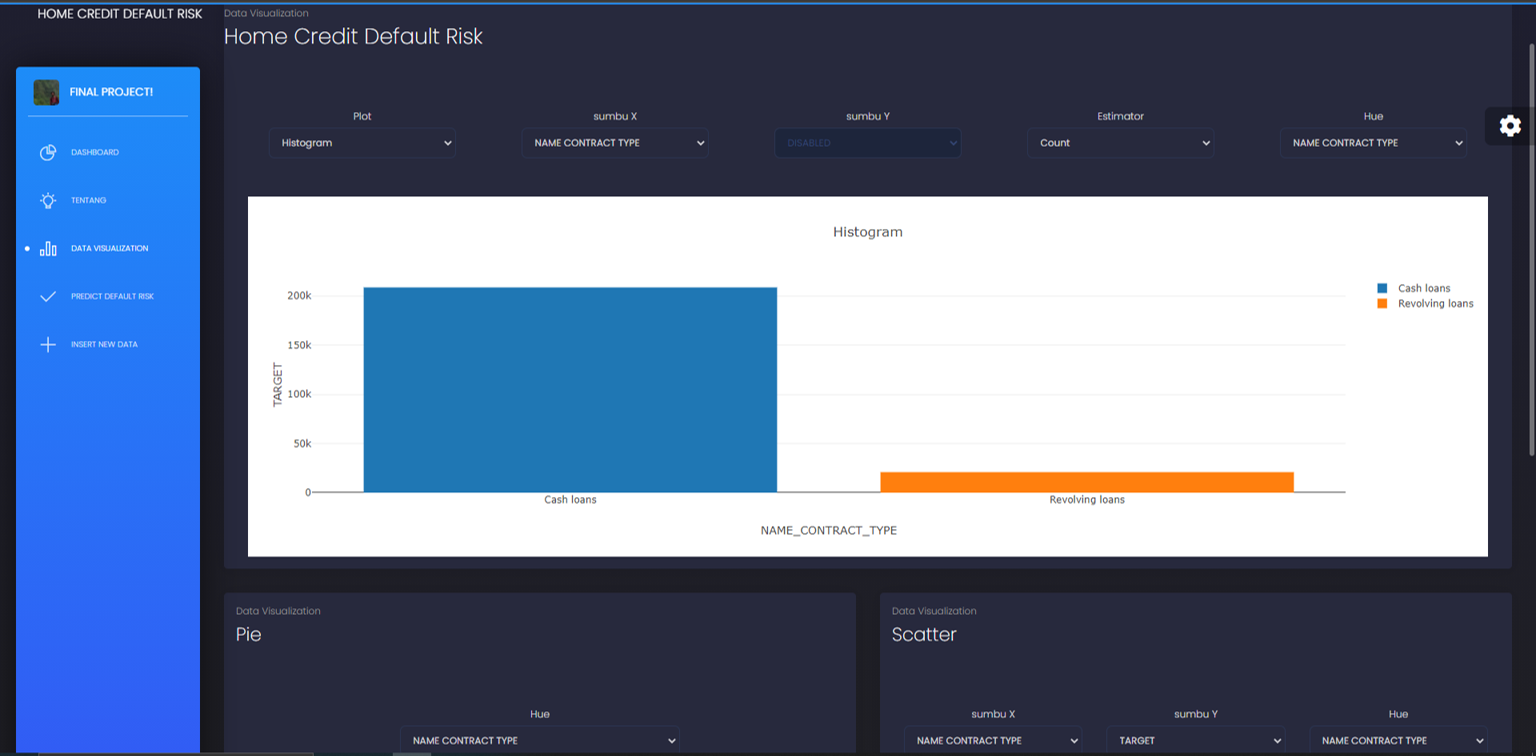 HOME CREDIT DEFAULT RISK
FINAL PROJECT!
DASHBOARD
TENTANG
DATA VISUALIZATION
PREDICT DEFAULT RISK
INSERT NEW DATA
Data Visualization
Home Credit Default Risk
Plot sumbu X sumbu Y Estimator Hue
Histogram NAME CONTRACT TYPE DISABLED Count NAME CONTRACT TYPE
Histogram
Cash loans
Revolving loans
200k
150k
100k
50k
0
TARGET
Cash loans Revolving loans
NAME_CONTRACT_TYPE
Data Visualization
Pie
Hue
NAME CONTRACT TYPE
Data Visualization
Scatter
sumbu X sumbu Y Hue
NAME CONTRACT TYPE TARGET NAME CONTRACT TYPE